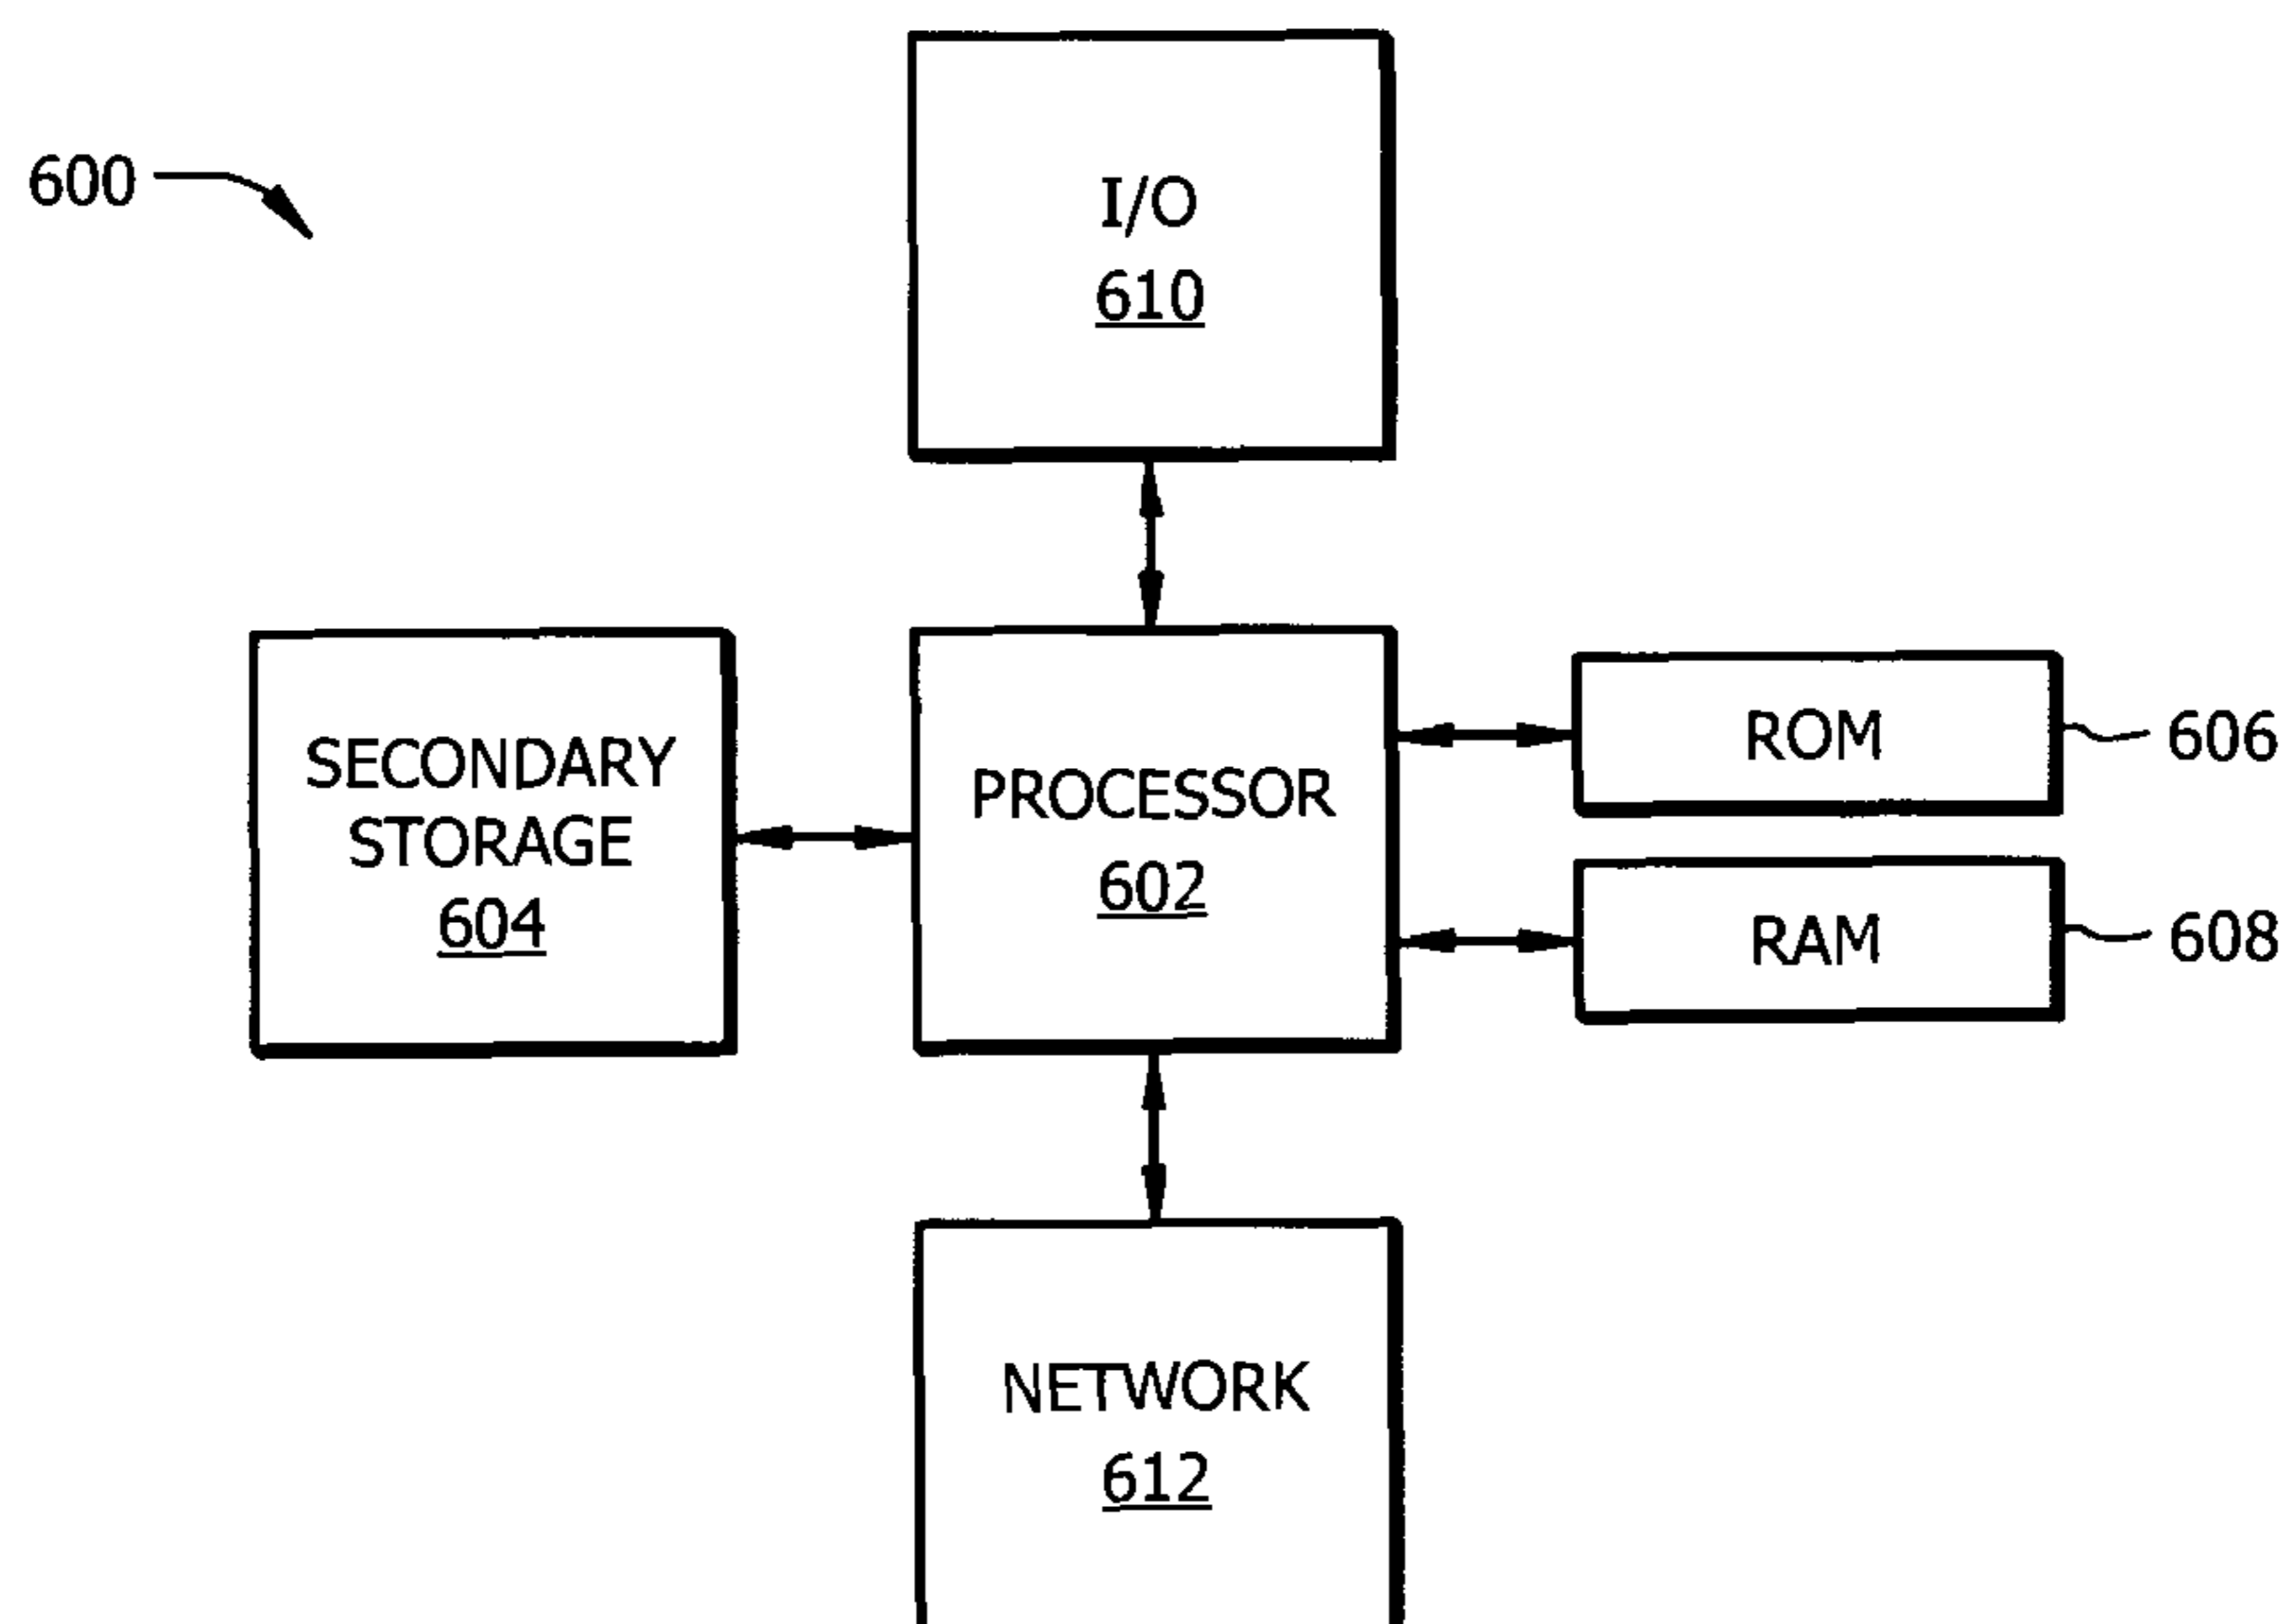 600
I/O
610
SECONDARY
STORAGE
604
PROCESSOR
602
ROM
606
RAM
608
NETWORK
612